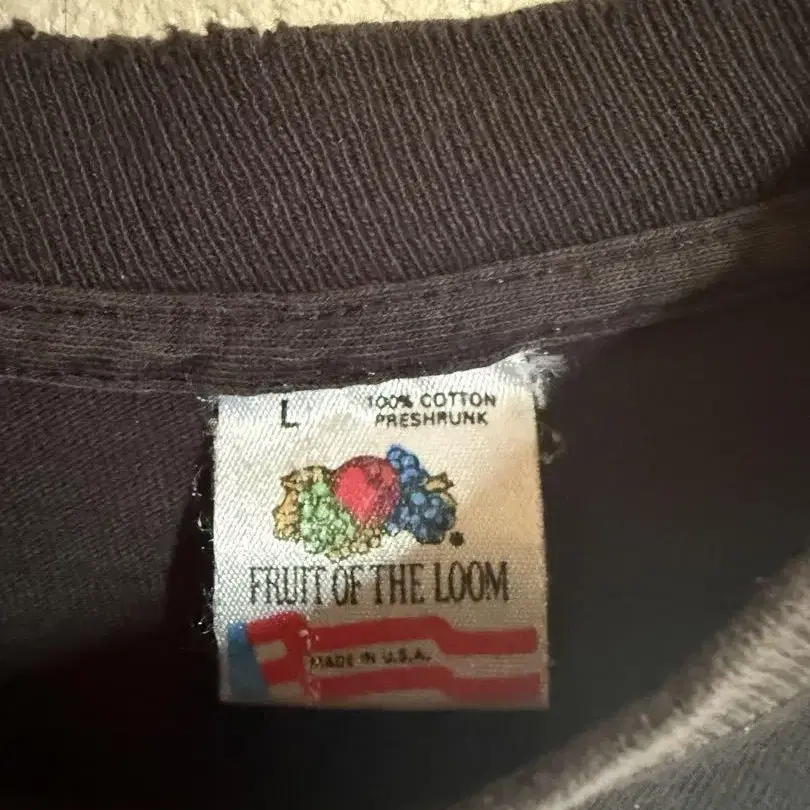 L
100% COTTON
PRESHRUNK
FRUIT OF THE LOOM
MADE IN U.S.A.